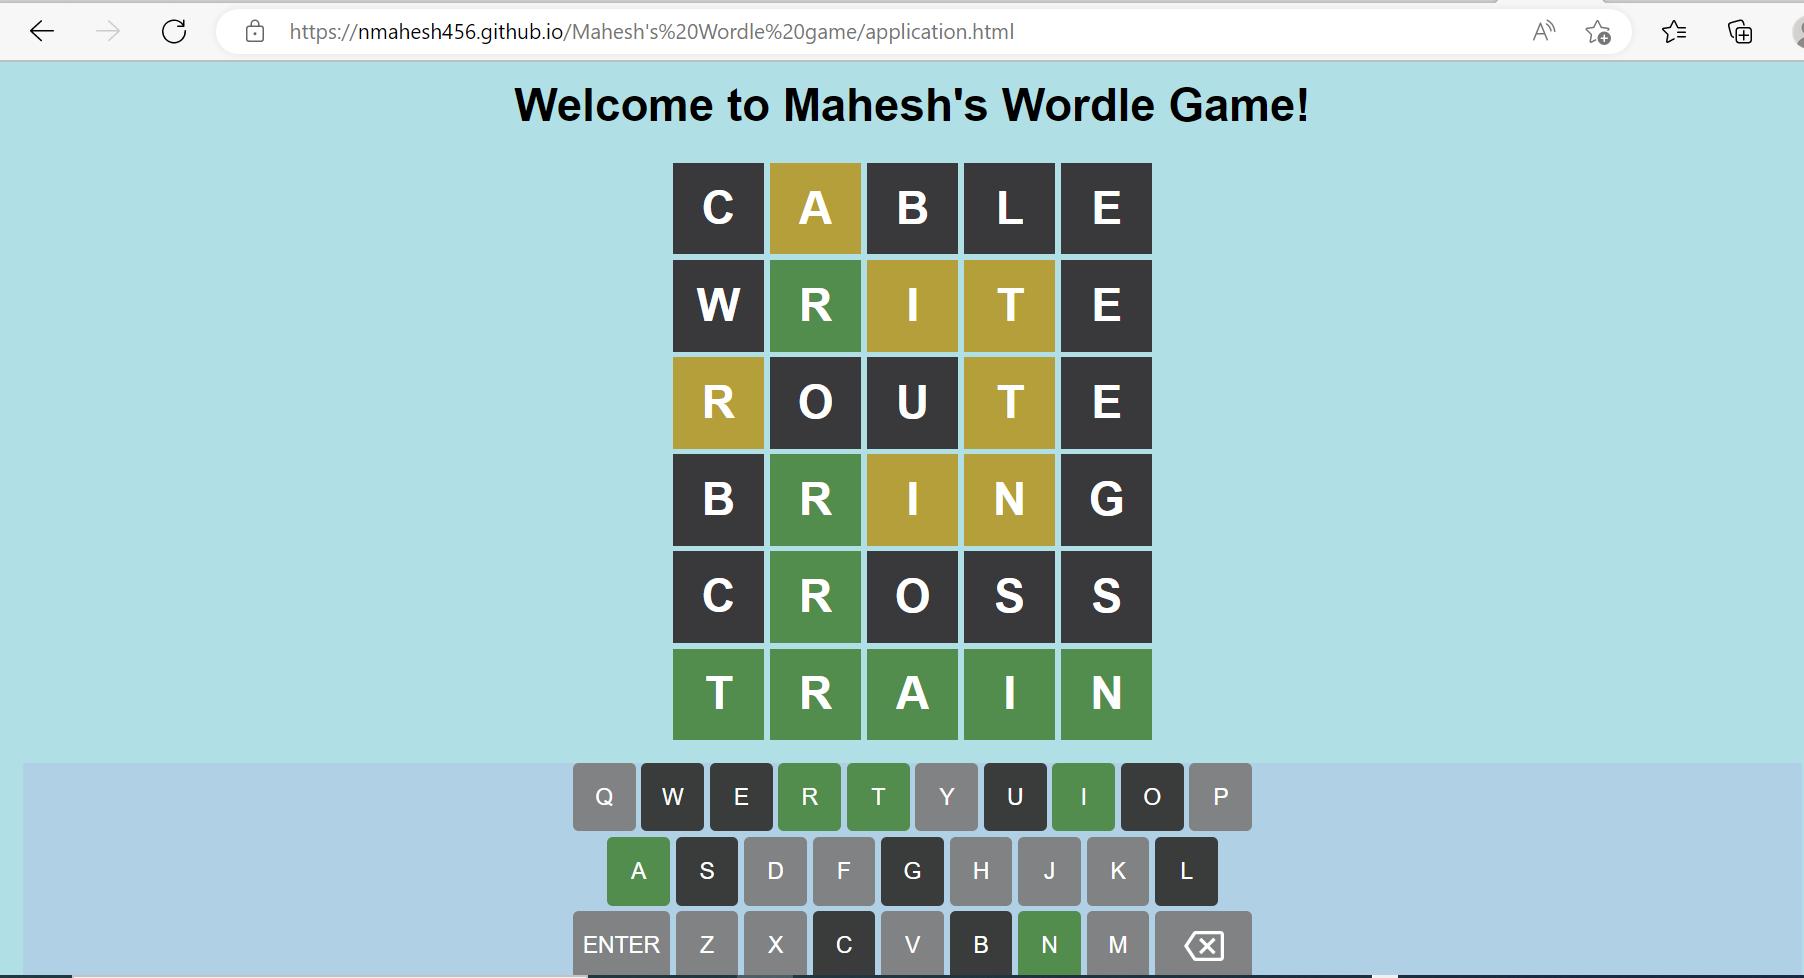 https://nmahesh456.github.io/Mahesh's%20Wordle%20game/application.html
Welcome to Mahesh's Wordle Game!
C A B L E
W R I T E
R O U T E
B R I N G
C R O S S
T R A I N
Q W E R T Y U I O P
A S D F G H J K L
ENTER Z X C V B N M